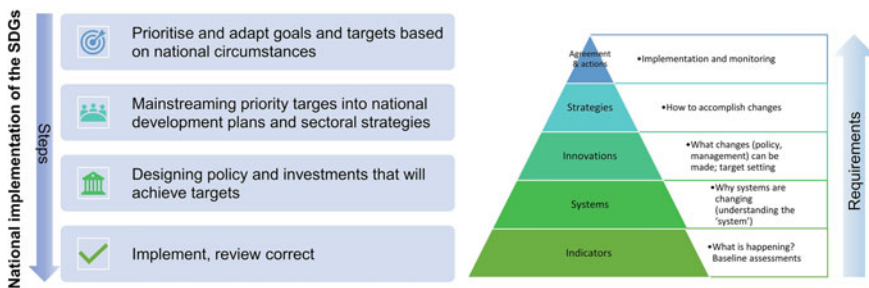 National implementation of the SDGs
Steps
Prioritise and adapt goals and targets based
on national circumstances
Mainstreaming priority targes into national
development plans and sectoral strategies
Designing policy and investments that will
achieve targets
Implement, review correct
Agreement
& actions
•Implementation and monitoring
Strategies
•How to accomplish changes
Innovations
•What changes (policy,
management) can be
made; target setting
Systems
•Why systems are
changing
(understanding the
‘system’)
Indicators
•What is happening?
Baseline assessments
Requirements